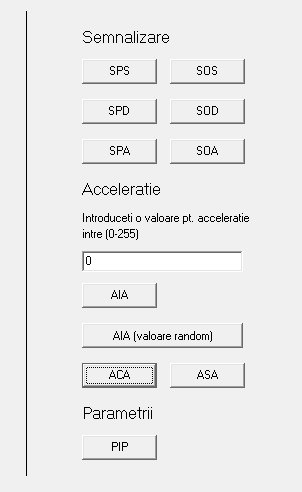 Semnalizare
SPS SOS
SPD SOD
SPA SOA
Acceleratie
Introduceti o valoare pt. acceleratie
intre (0-255)
0
AIA
AIA (valoare random)
ACA ASA
Parametrii
PIP